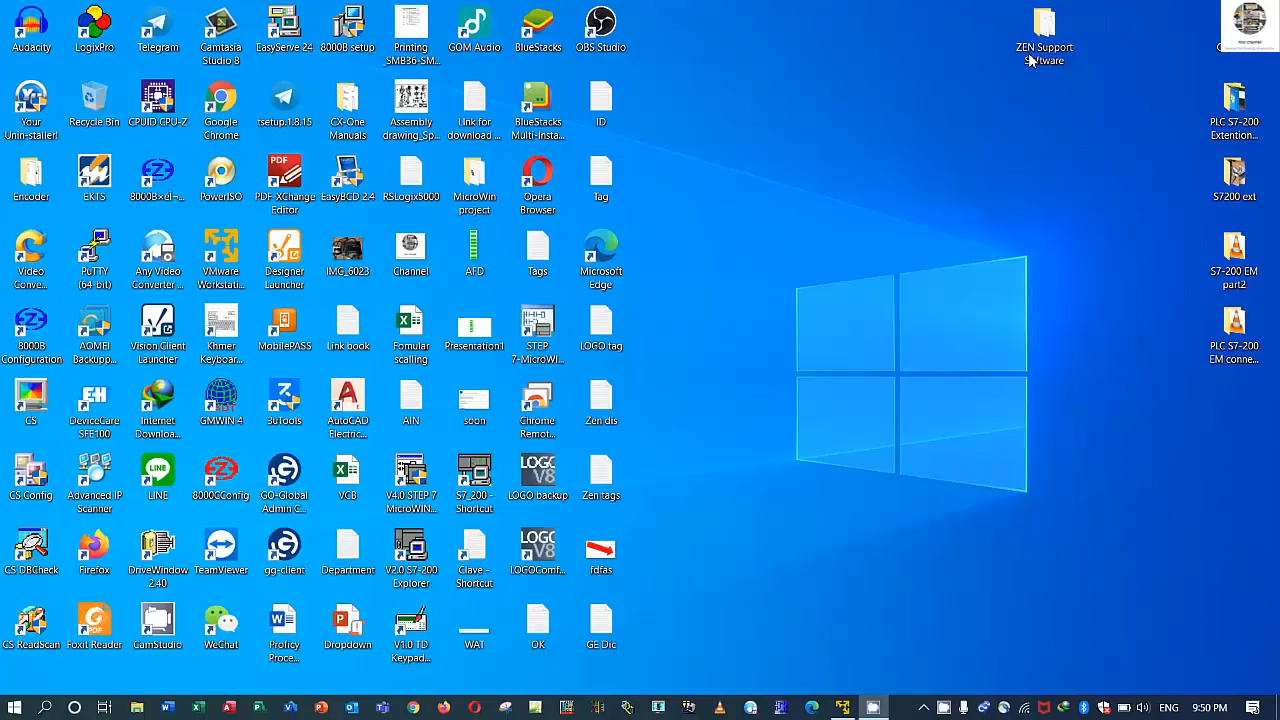 Audacity
LogixPro
Telegram
Camtasia
Studio 8
EasyServe 24
8000B setup
Printing
_SMB36-SM...
GOM Audio
BlueStacks
OBS Studio
ZEN Support
Software
Your
Unin-staller!
Recycle Bin
CPUID CPU-Z
Google
Chrome
tsetup.1.8.15
CX-One
Manuals
Assembly
drawing_Sp...
LInk for
download ...
BlueStacks
Multi-Insta...
ID
PLC S7-200
Extention...
Encoder
EKTS
PowerISO
PDF-XChange
Editor
EasyBCD 2.4
RSLogix5000
MicroWin
project
Opera
Browser
Tag
S7200 ext
Video
Conve...
PuTTY
(64-bit)
Any Video
Converter ...
VMware
Workstati...
Designer
Launcher
IMG_6023
Channel
AFD
Tags
Microsoft
Edge
S7-200 EM
part2
8000B
Configuration
AOMEI
Backupp...
Vision Client
Launcher
Khmer
Keyboar...
MobilePASS
Link book
Fomular
scalling
Presentation1
STEP
7-MicroWI...
LOGO tag
PLC S7-200
EM conne...
CS
DeviceCare
SFE100
Internet
Downloa...
GMWIN 4
3uTools
AutoCAD
Electric...
AIN
soon
Chrome
Remot...
Zen dis
CS Config
Advanced IP
Scanner
LINE
8000CConfig
GO-Global
Admin C...
VCB
V4.0 STEP 7
MicroWIN...
S7_200 -
Shortcut
LOGO backup
Zen tags
CS DBCheck
Firefox
DriveWindow
2.40
TeamViewer
gg-client
Department
V2.0 S7-200
Explorer
Clave -
Shortcut
LOGOComf...
fdfas
CS ReadScan
Foxit Reader
CamStudio
WeChat
Proficy
Proce...
Dropdown
V1.0 TD
Keypad...
WAT
OK
GE Dic
ENG
9:50 PM